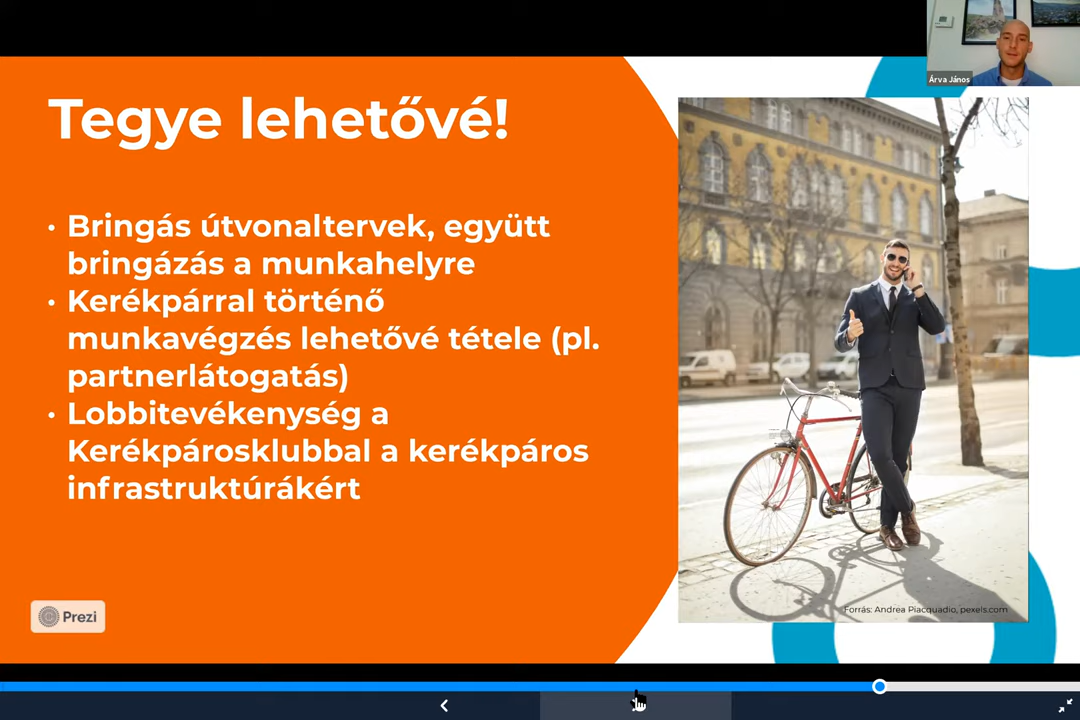 Árva János
Tegye lehetővé!
• Bringás útvonaltervek, együtt
bringázás a munkahelyre
• Kerékpárral történő
munkavégzés lehetővé tétele (pl.
partnerlátogatás)
• Lobbitevékenység a
Kerékpárosklubbal a kerékpáros
infrastruktúrákért
Forrás: Andrea Piacquadio, pexels.com
Prezi